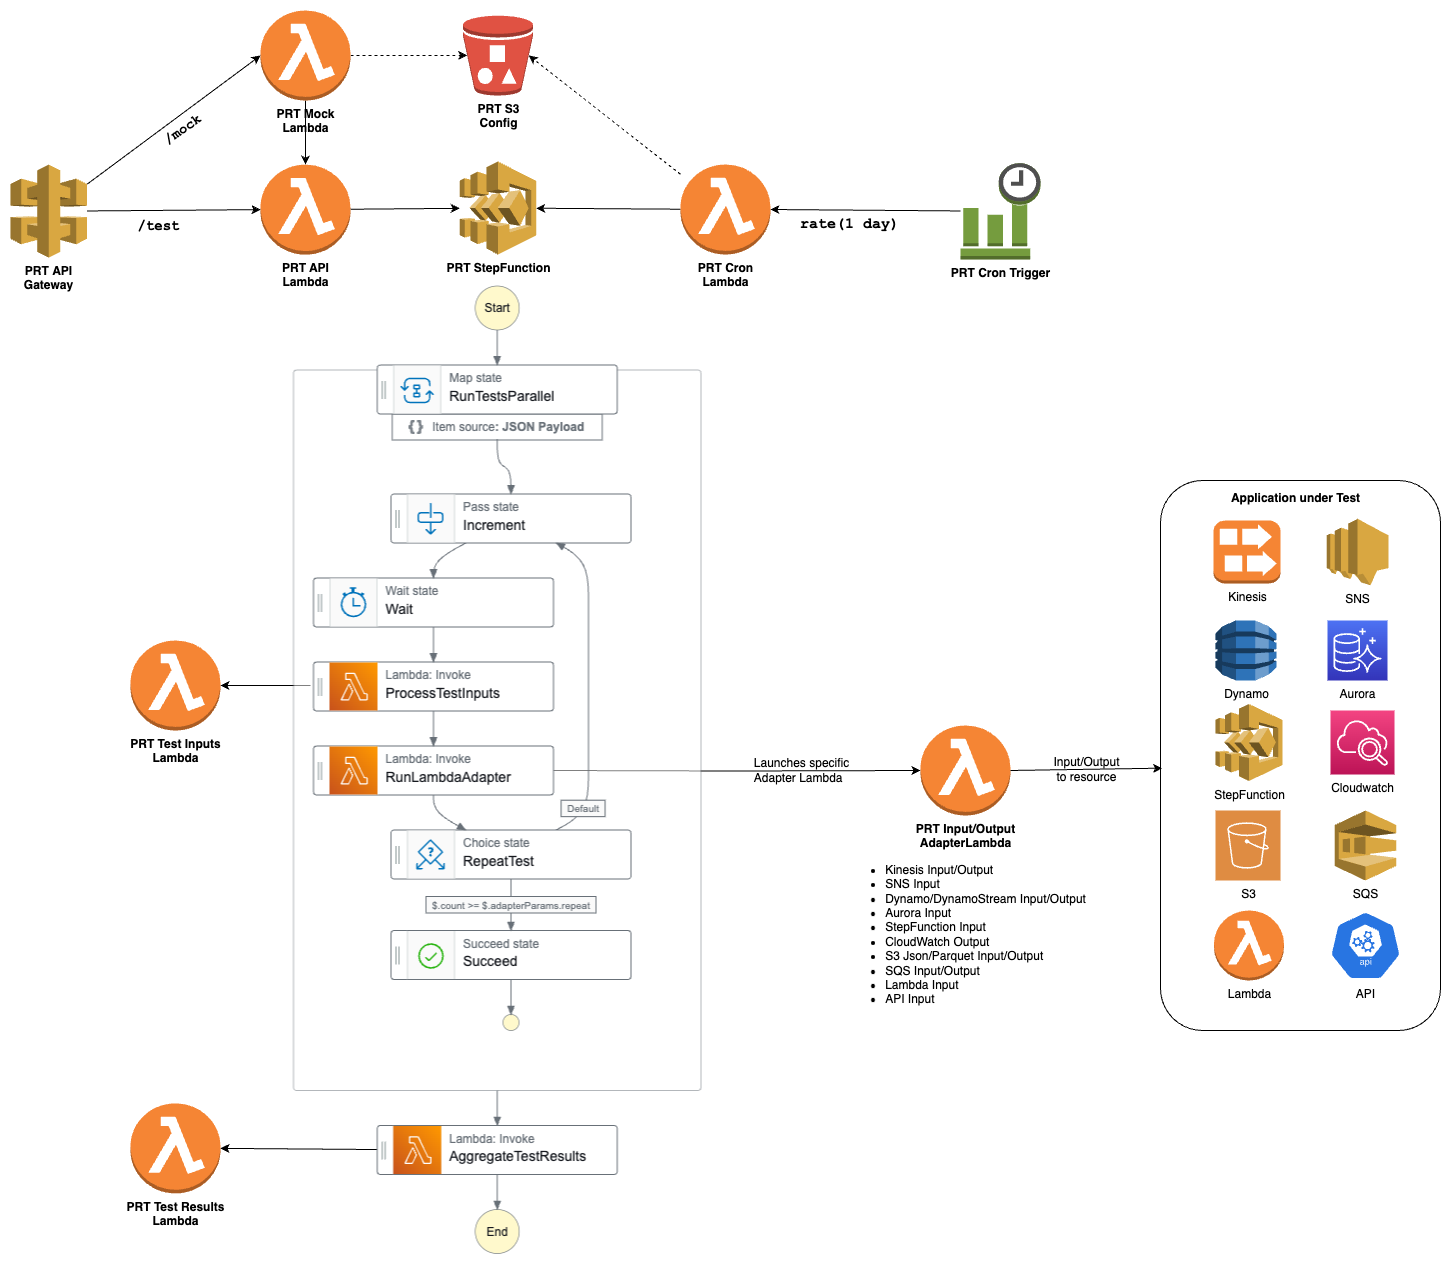 PRT Mock
Lambda
PRT S3
Config
/mock
/test
rate(1 day)
PRT API
Gateway
PRT API
Lambda
PRT StepFunction
PRT Cron
Lambda
PRT Cron Trigger
Start
Map state
RunTestsParallel
{} Item source: JSON Payload
Pass state
Increment
Wait state
Wait
Lambda: Invoke
ProcessTestInputs
PRT Test Inputs
Lambda
Lambda: Invoke
RunLambdaAdapter
Default
Choice state
RepeatTest
?
$.count >= $.adapterParams.repeat
Succeed state
Succeed
Launches specific
Adapter Lambda
Input/Output
to resource
PRT Input/Output
AdapterLambda
• Kinesis Input/Output
• SNS Input
• Dynamo/DynamoStream Input/Output
• Aurora Input
• StepFunction Input
• CloudWatch Output
• S3 Json/Parquet Input/Output
• SQS Input/Output
• Lambda Input
• API Input
Application under Test
Kinesis
SNS
Dynamo
Aurora
StepFunction
Cloudwatch
S3
SQS
Lambda
api
API
Lambda: Invoke
AggregateTestResults
PRT Test Results
Lambda
End